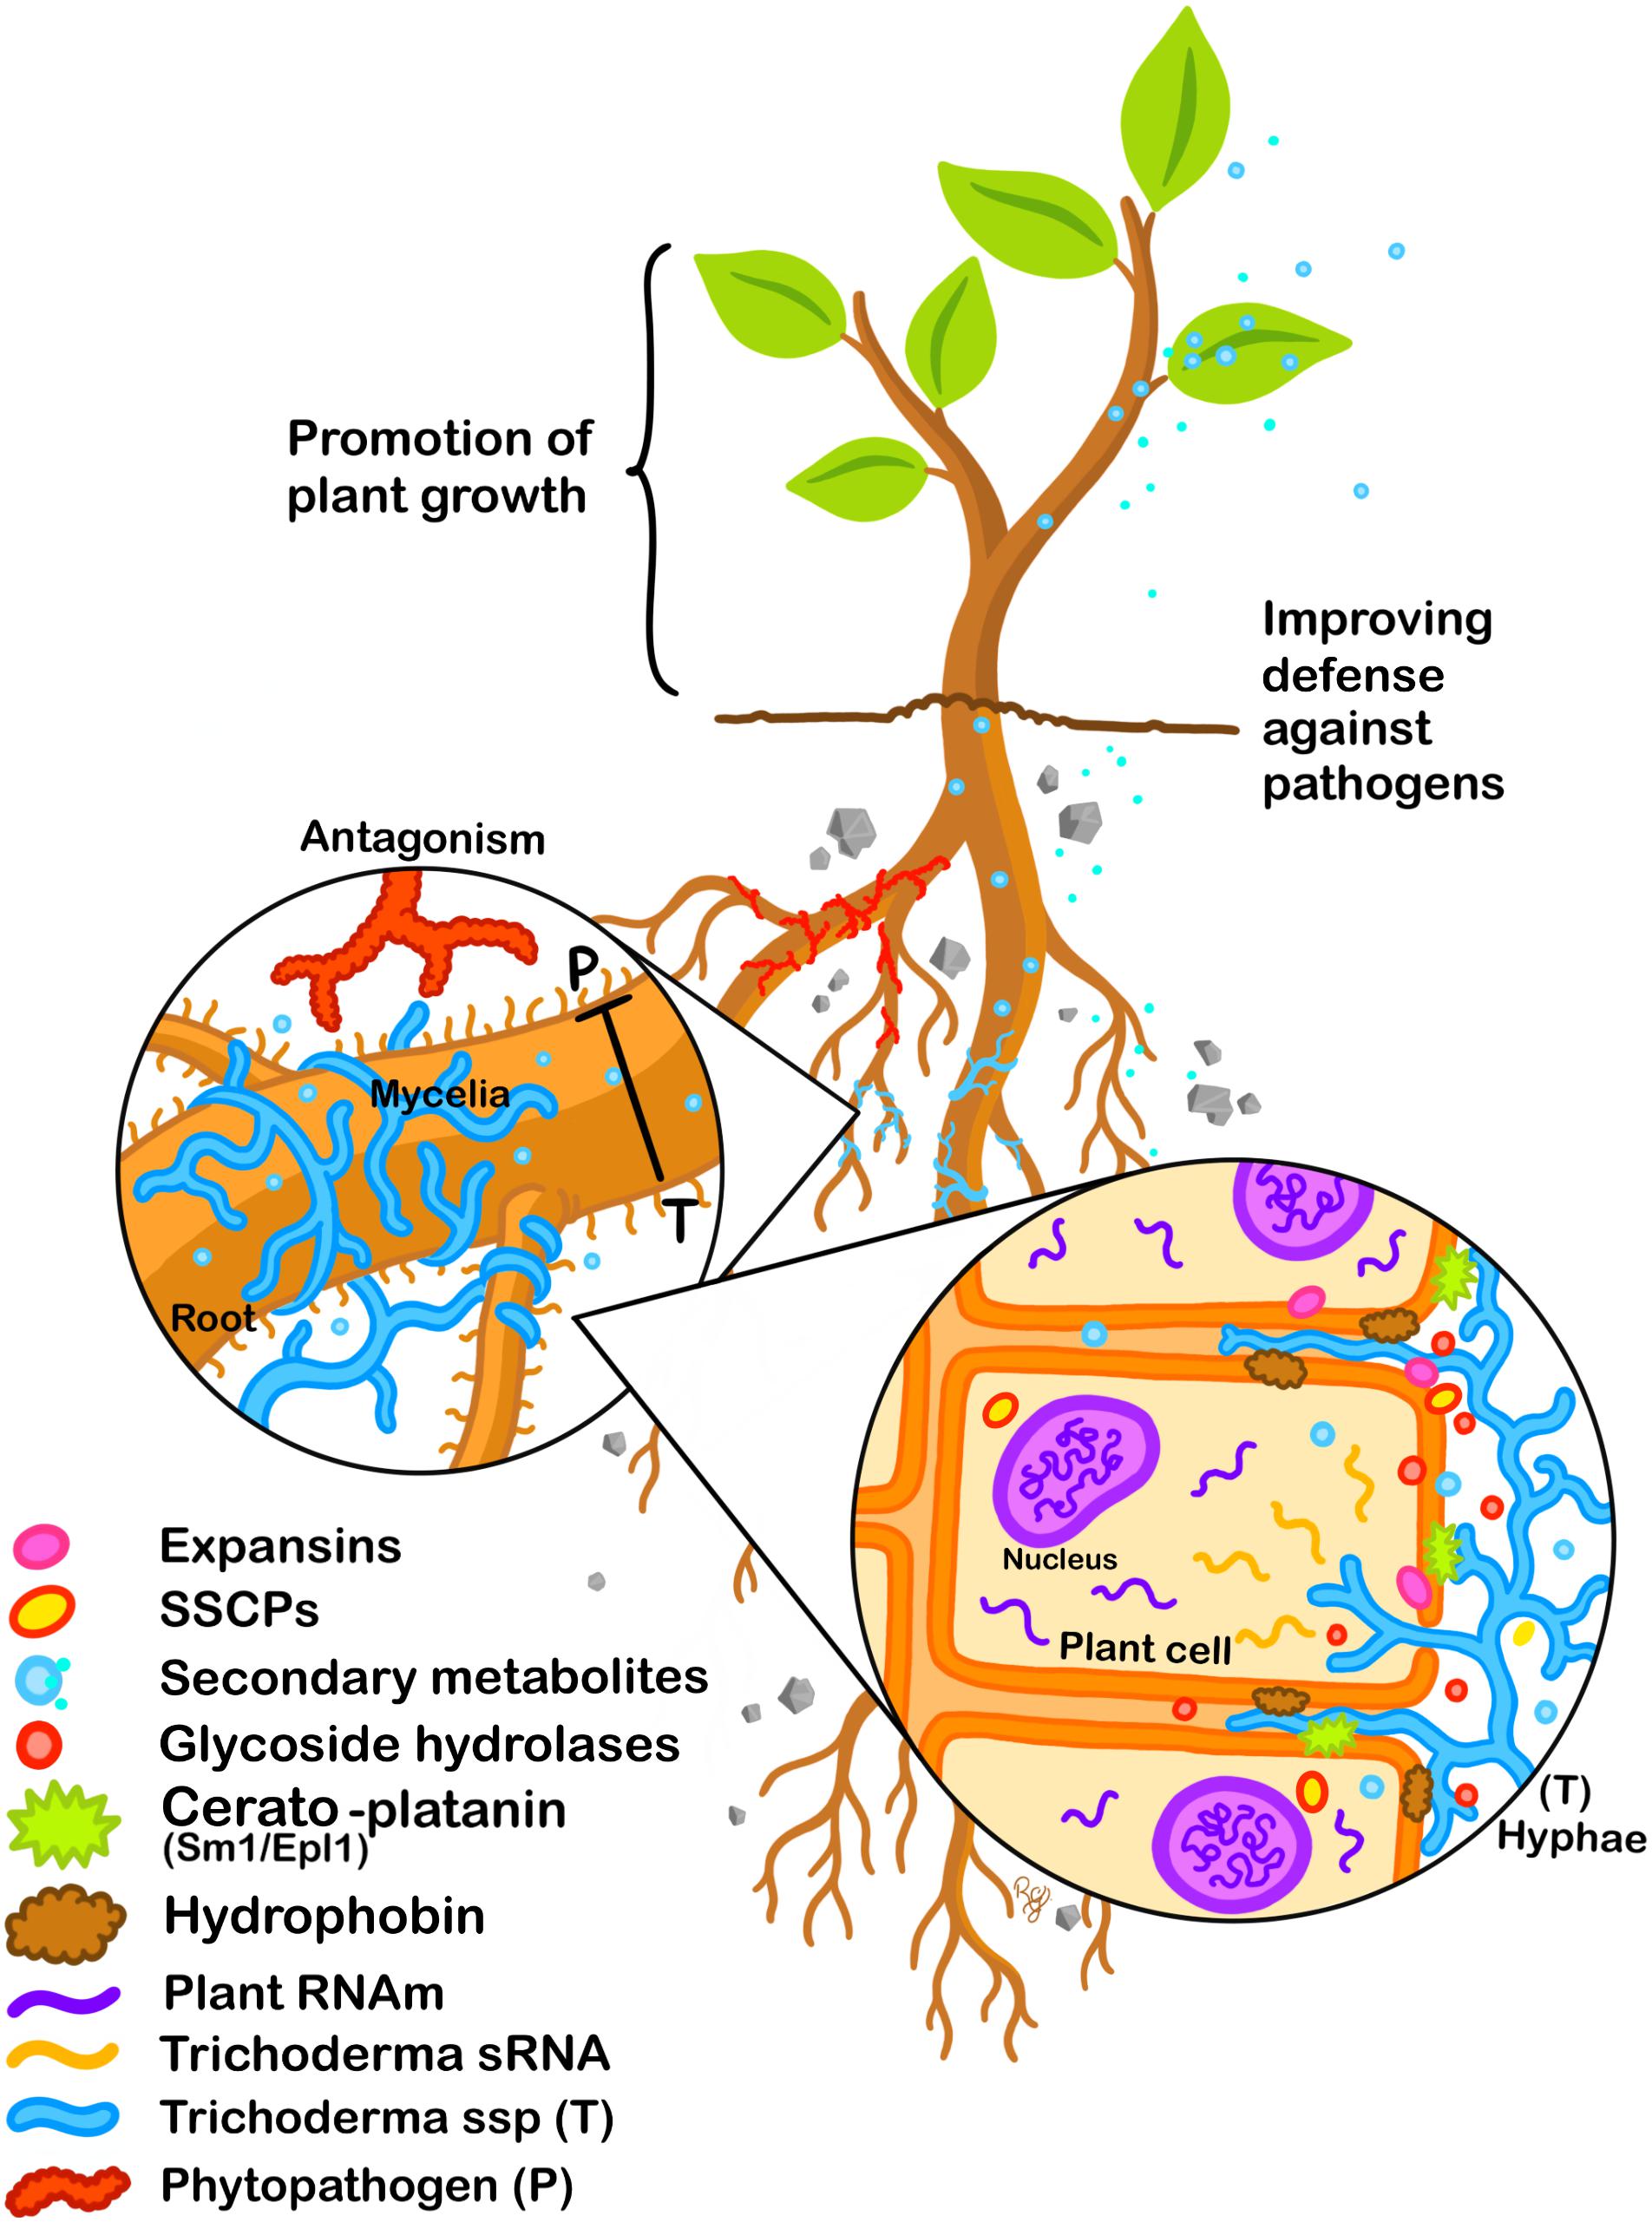 Promotion of
plant growth
Improving
defense
against
pathogens
Antagonism
P
Mycelia
T
Root
Nucleus
Plant cell
(T)
Hyphae
Expansins
SSCPs
Secondary metabolites
Glycoside hydrolases
Cerato-platanin
(Sm1/Epl1)
Hydrophobin
Plant RNAm
Trichoderma sRNA
Trichoderma ssp (T)
Phytopathogen (P)